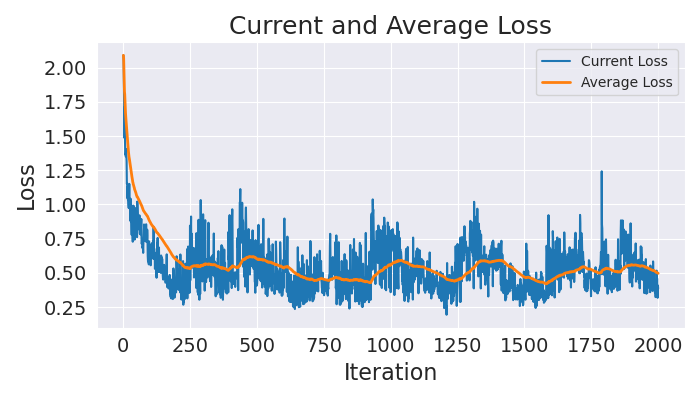 Current and Average Loss
Current Loss
Average Loss
Loss
2.00
1.75
1.50
1.25
1.00
0.75
0.50
0.25
0 250 500 750 1000 1250 1500 1750 2000
Iteration